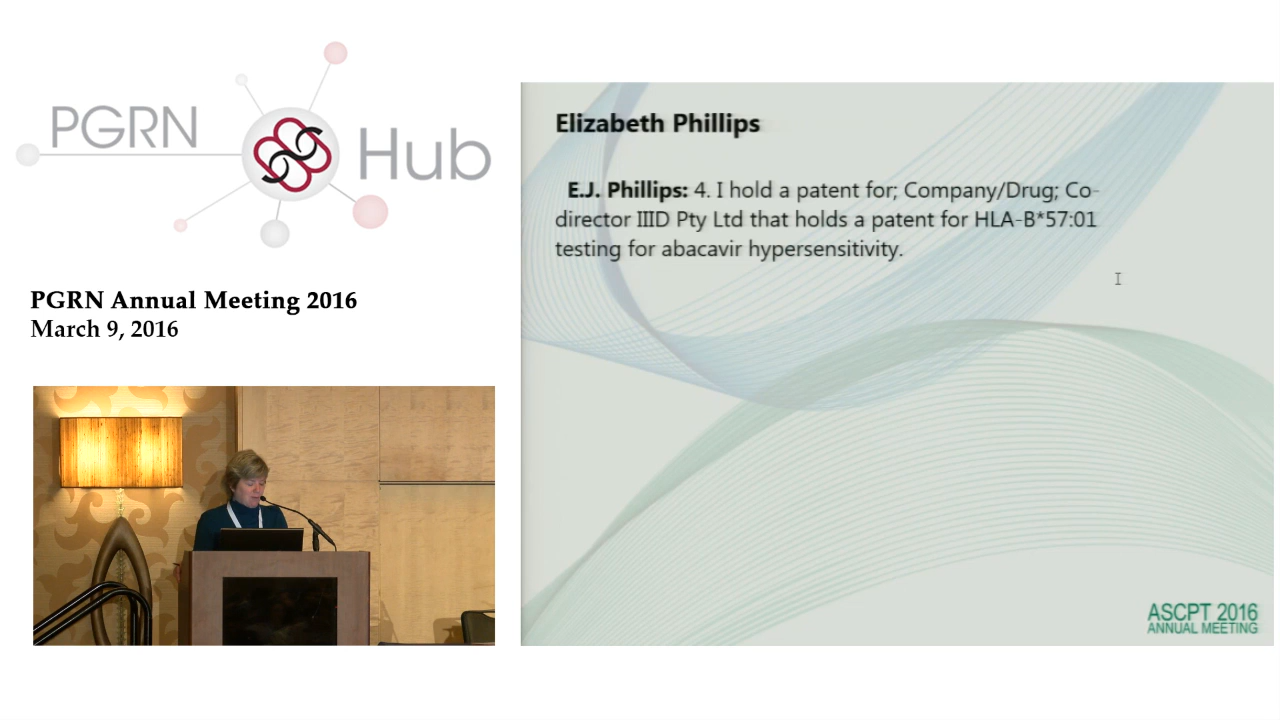 PGRN
Hub
PGRN Annual Meeting 2016
March 9, 2016
Elizabeth Phillips
E.J. Phillips: 4. I hold a patent for; Company/Drug; Co-
director IIID Pty Ltd that holds a patent for HLA-B*57:01
testing for abacavir hypersensitivity.
ASCPT 2016
ANNUAL MEETING